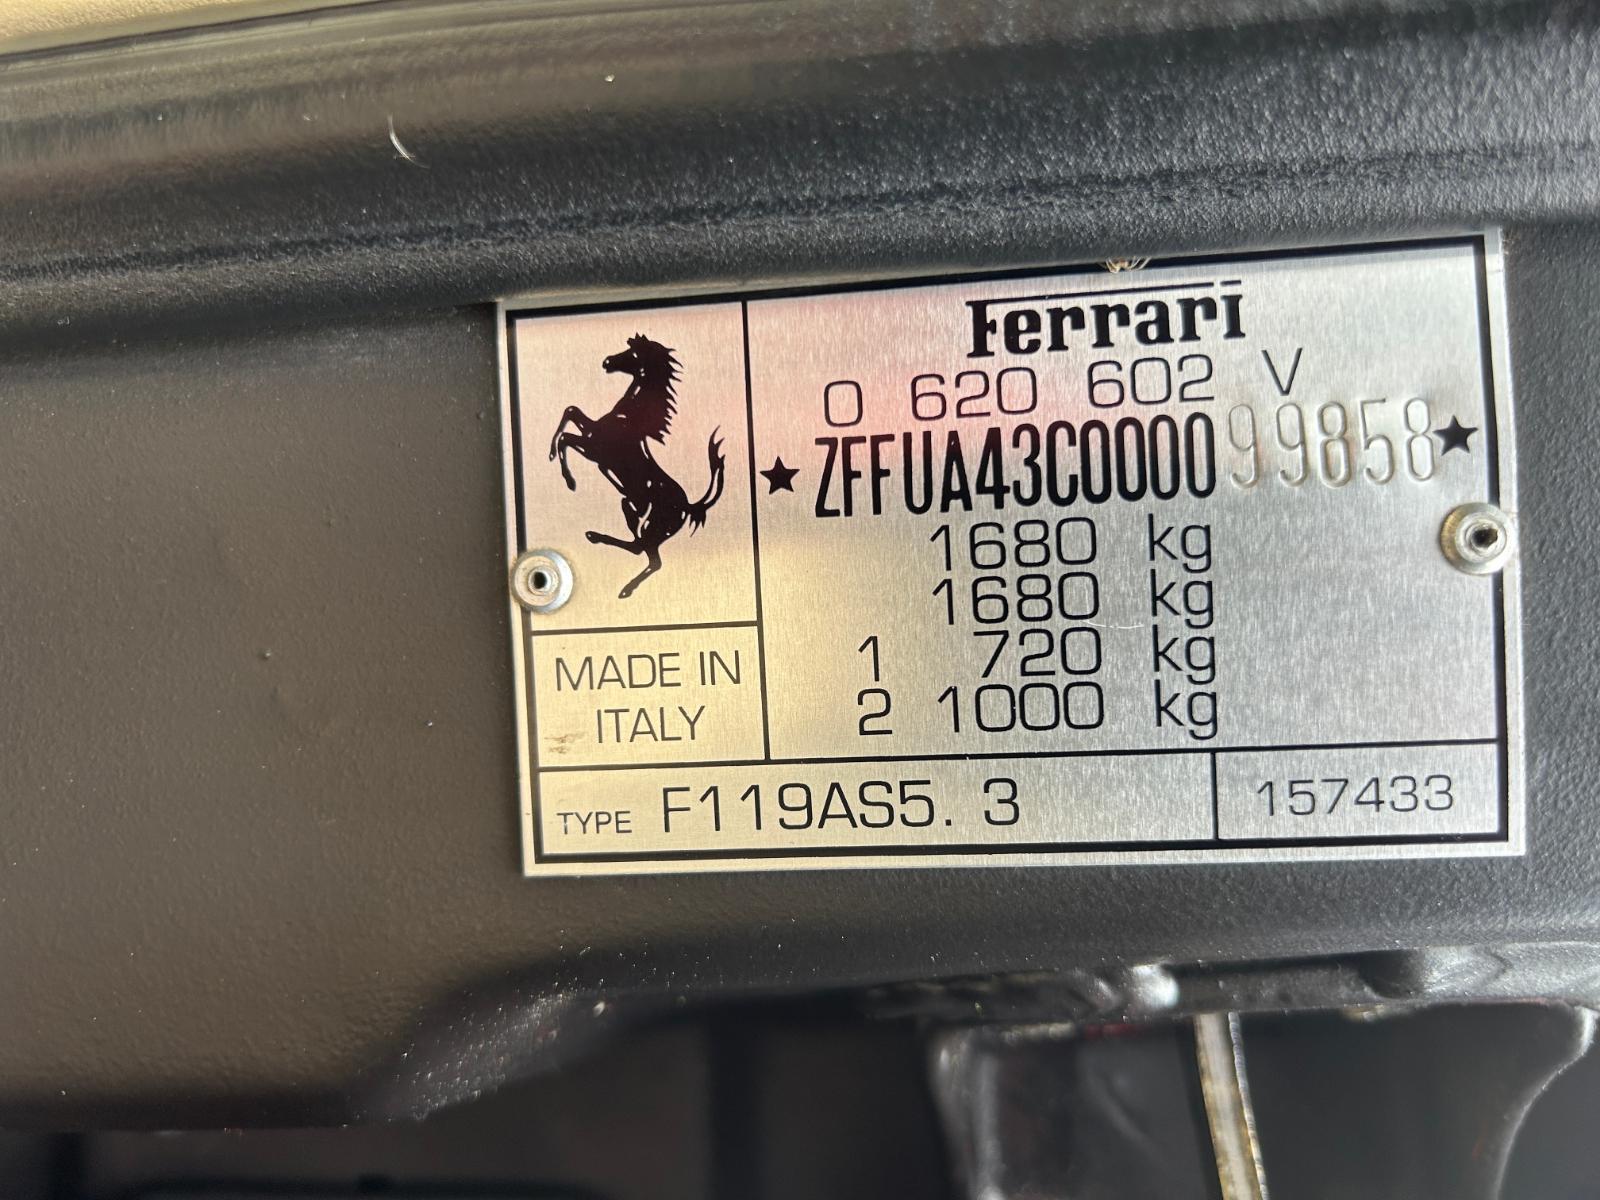 Ferrari
0 620 602 V
★ZFFUA43C000099858★
1680 kg
1680 kg
1 720 kg
2 1000 kg
MADE IN
ITALY
TYPE F119AS5. 3
157433